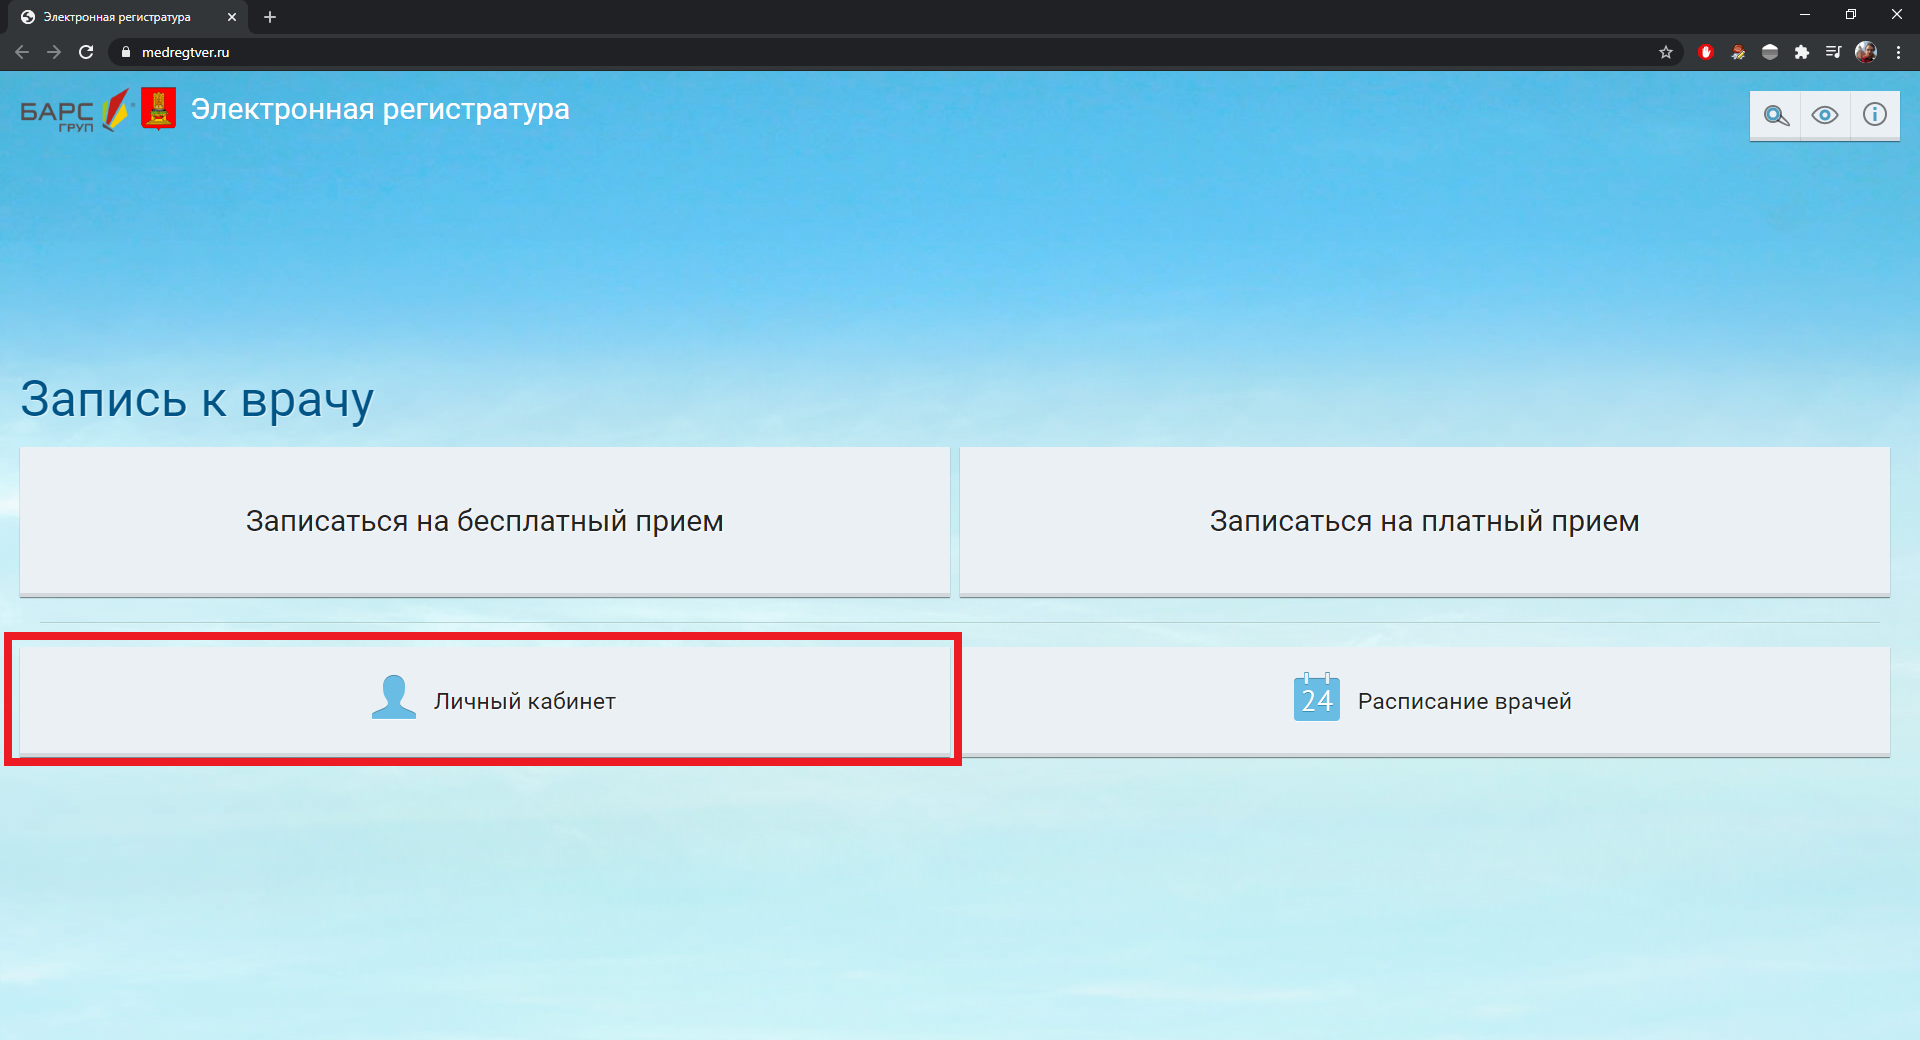 Электронная регистратура
medregtver.ru
БАРС
ГРУП
Электронная регистратура
Запись к врачу
Записаться на бесплатный прием
Записаться на платный прием
Личный кабинет
24
Расписание врачей